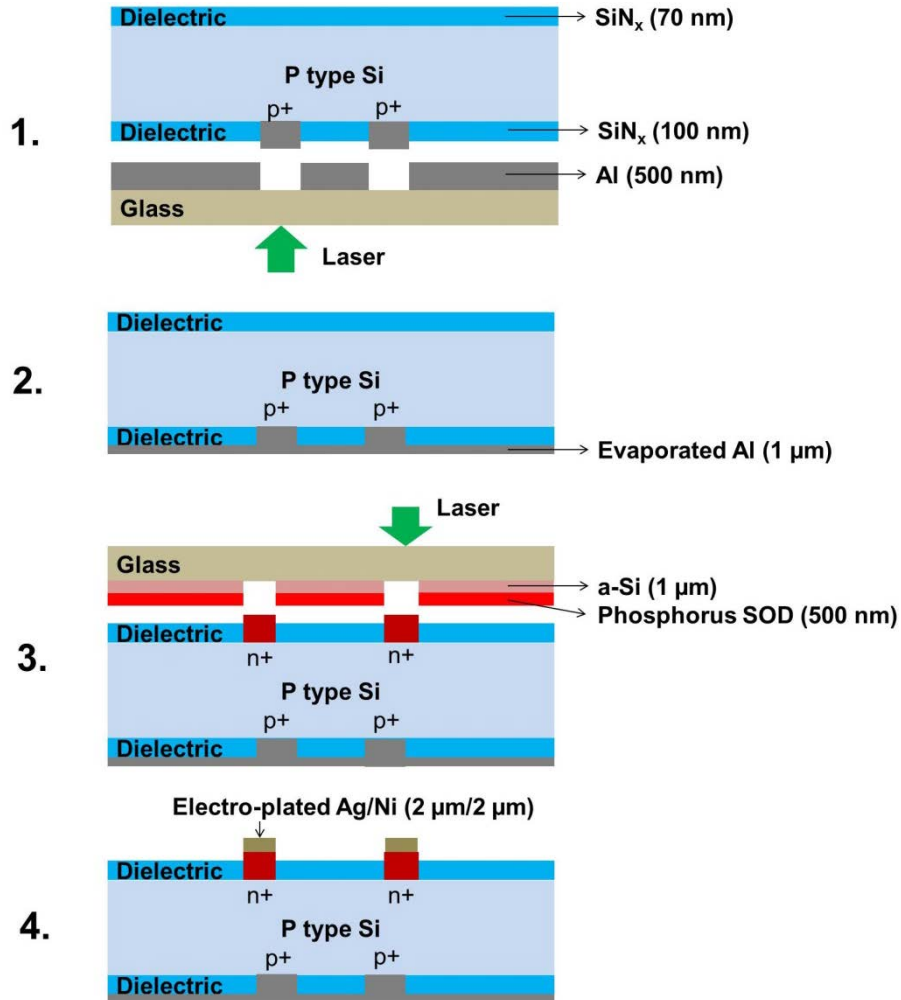 Dielectric
SiNₓ (70 nm)
P type Si
p+ p+
1.
Dielectric
SiNₓ (100 nm)
Al (500 nm)
Glass
Laser
Dielectric
2.
P type Si
p+ p+
Dielectric
Evaporated Al (1 µm)
Laser
Glass
a-Si (1 µm)
Phosphorus SOD (500 nm)
Dielectric
3.
n+ n+
P type Si
p+ p+
Dielectric
Electro-plated Ag/Ni (2 µm/2 µm)
Dielectric
n+ n+
4.
P type Si
p+ p+
Dielectric